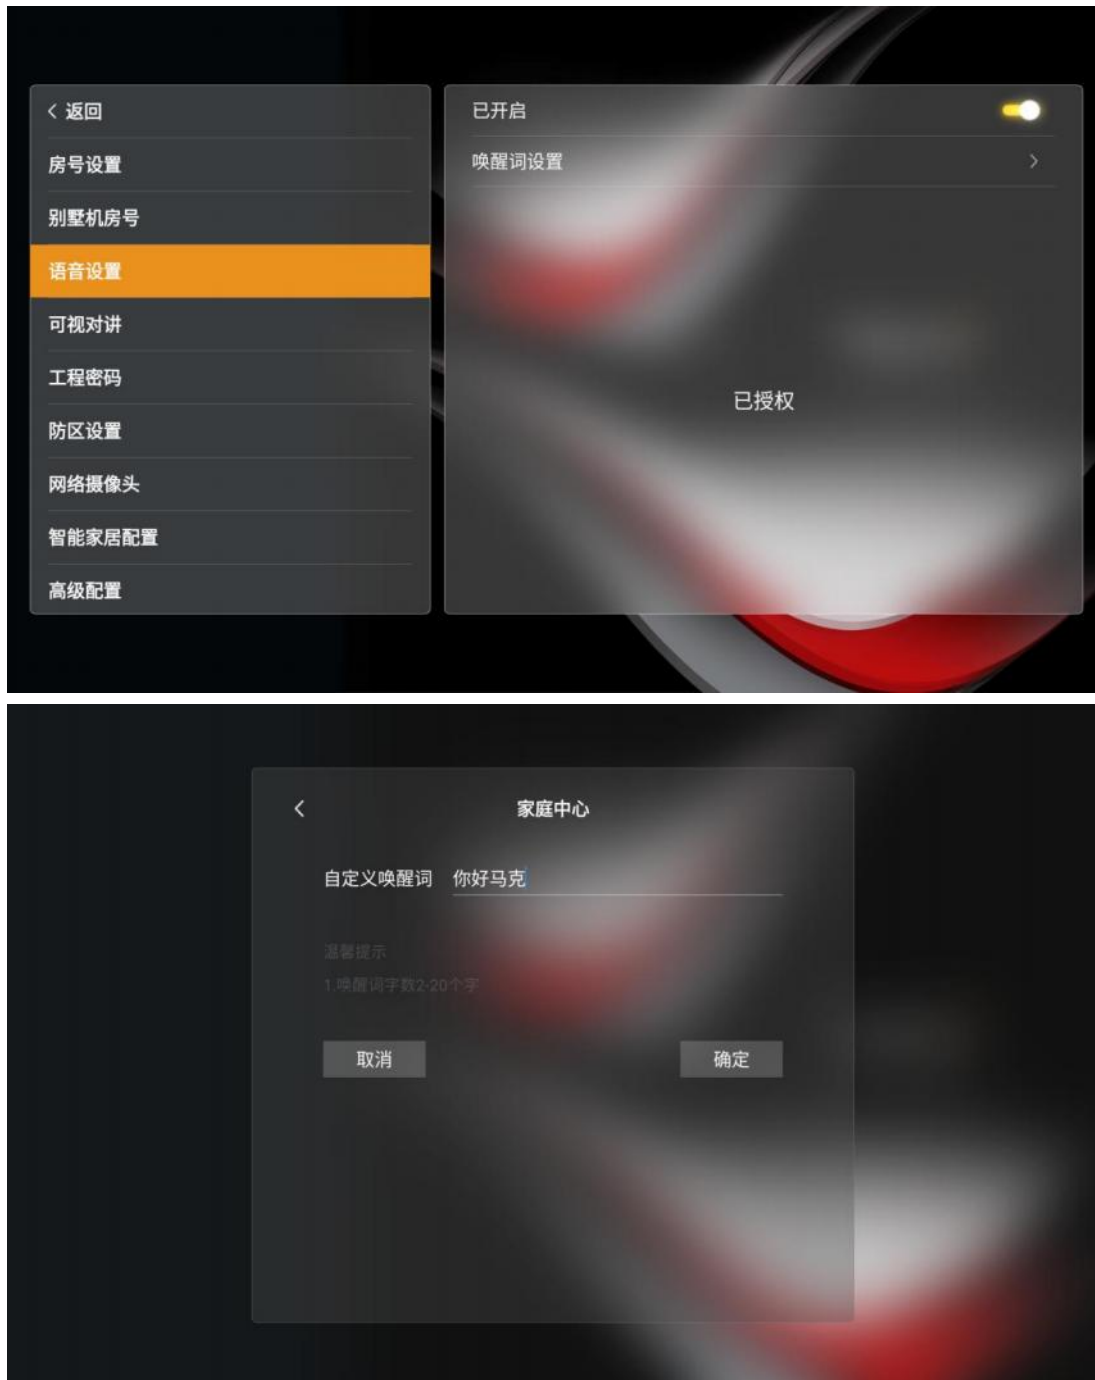 返回
房号设置
别墅机房号
语音设置
可视对讲
工程密码
防区设置
网络摄像头
智能家居配置
高级配置
已开启
唤醒词设置
已授权
家庭中心
自定义唤醒词 你好马克
温馨提示
1.唤醒词字数2-20个字
取消 确定